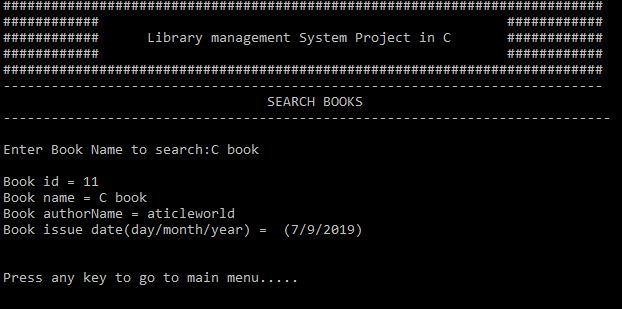 ###########################################################################
############                                                   ############
############      Library management System Project in C       ############
############                                                   ############
###########################################################################
---------------------------------------------------------------------------
SEARCH BOOKS
----------------------------------------------------------------------------
Enter Book Name to search:C book
Book id = 11
Book name = C book
Book authorName = aticleworld
Book issue date(day/month/year) =  (7/9/2019)
Press any key to go to main menu.....